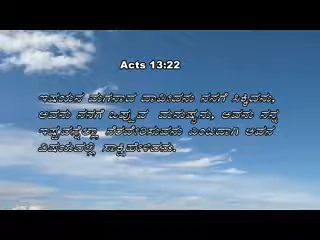 Acts 13:22
ಇಷಯನ ಮಗನಾದ ದಾವೀದನು ನನಗೆ ಸಿಕ್ಕಿದನು.
ಅವನು ನನಗೆ ಒಪ್ಪುವ ಮನುಷ್ಯನು, ಅವನು ನನ್ನ
ಇಷ್ಟವನ್ನೆಲ್ಲಾ ನೆರವೇರಿಸುವನು ಎಂಬದಾಗಿ ಅವನ
ವಿಷಯದಲ್ಲಿ ಸಾಕ್ಷಿಹೇಳಿದನು.